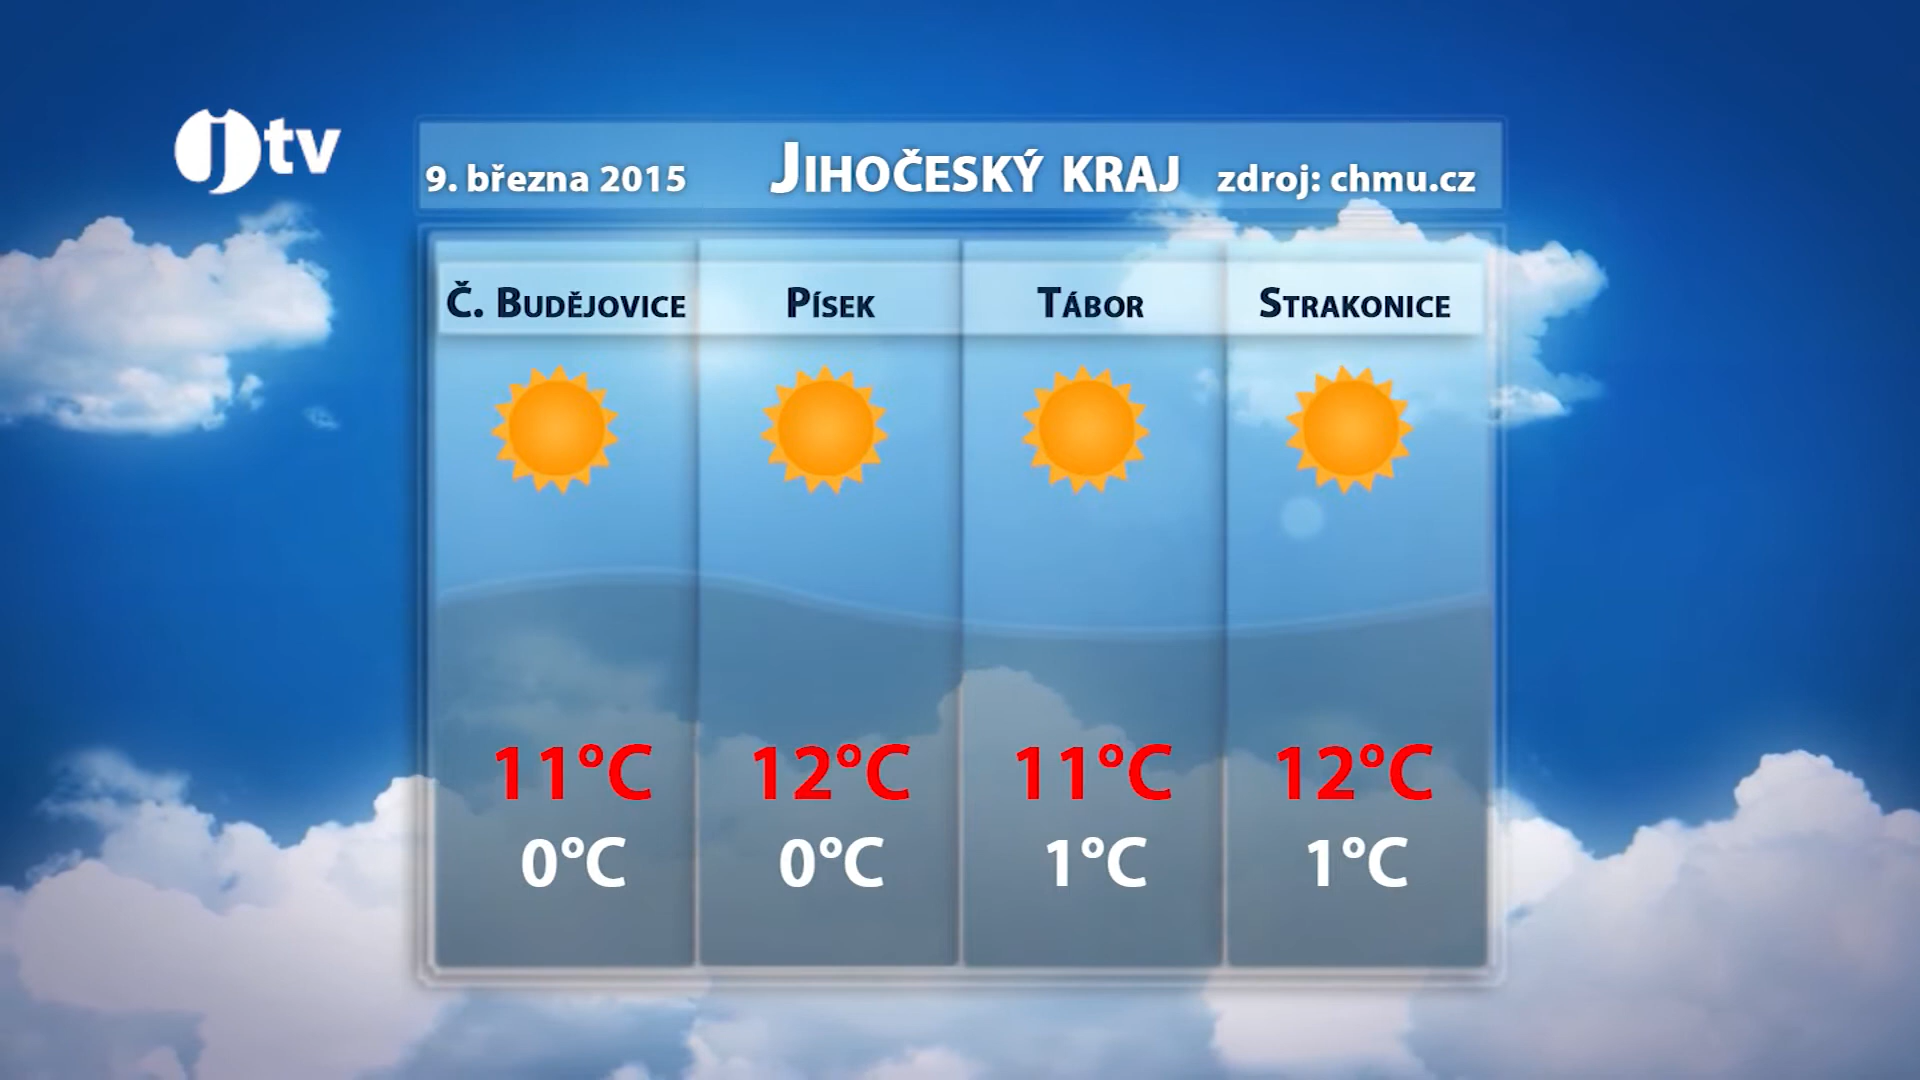 jtv
9. března 2015 JIHOČESKÝ KRAJ zdroj: chmu.cz
Č. BUDĚJOVICE PÍSEK TÁBOR STRAKONICE
11°C 12°C 11°C 12°C
0°C 0°C 1°C 1°C